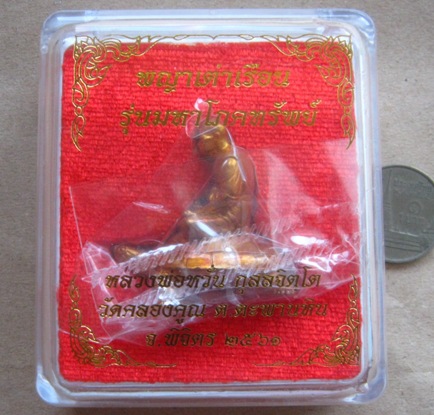 พญาเต่าเรือน
รุ่นมหาโภคทรัพย์
หลวงพ่อหวั่น กุสลจิตโต
วัดคลองคูณ ต.ตะพานหิน
จ.พิจิตร ๒๕๖๑